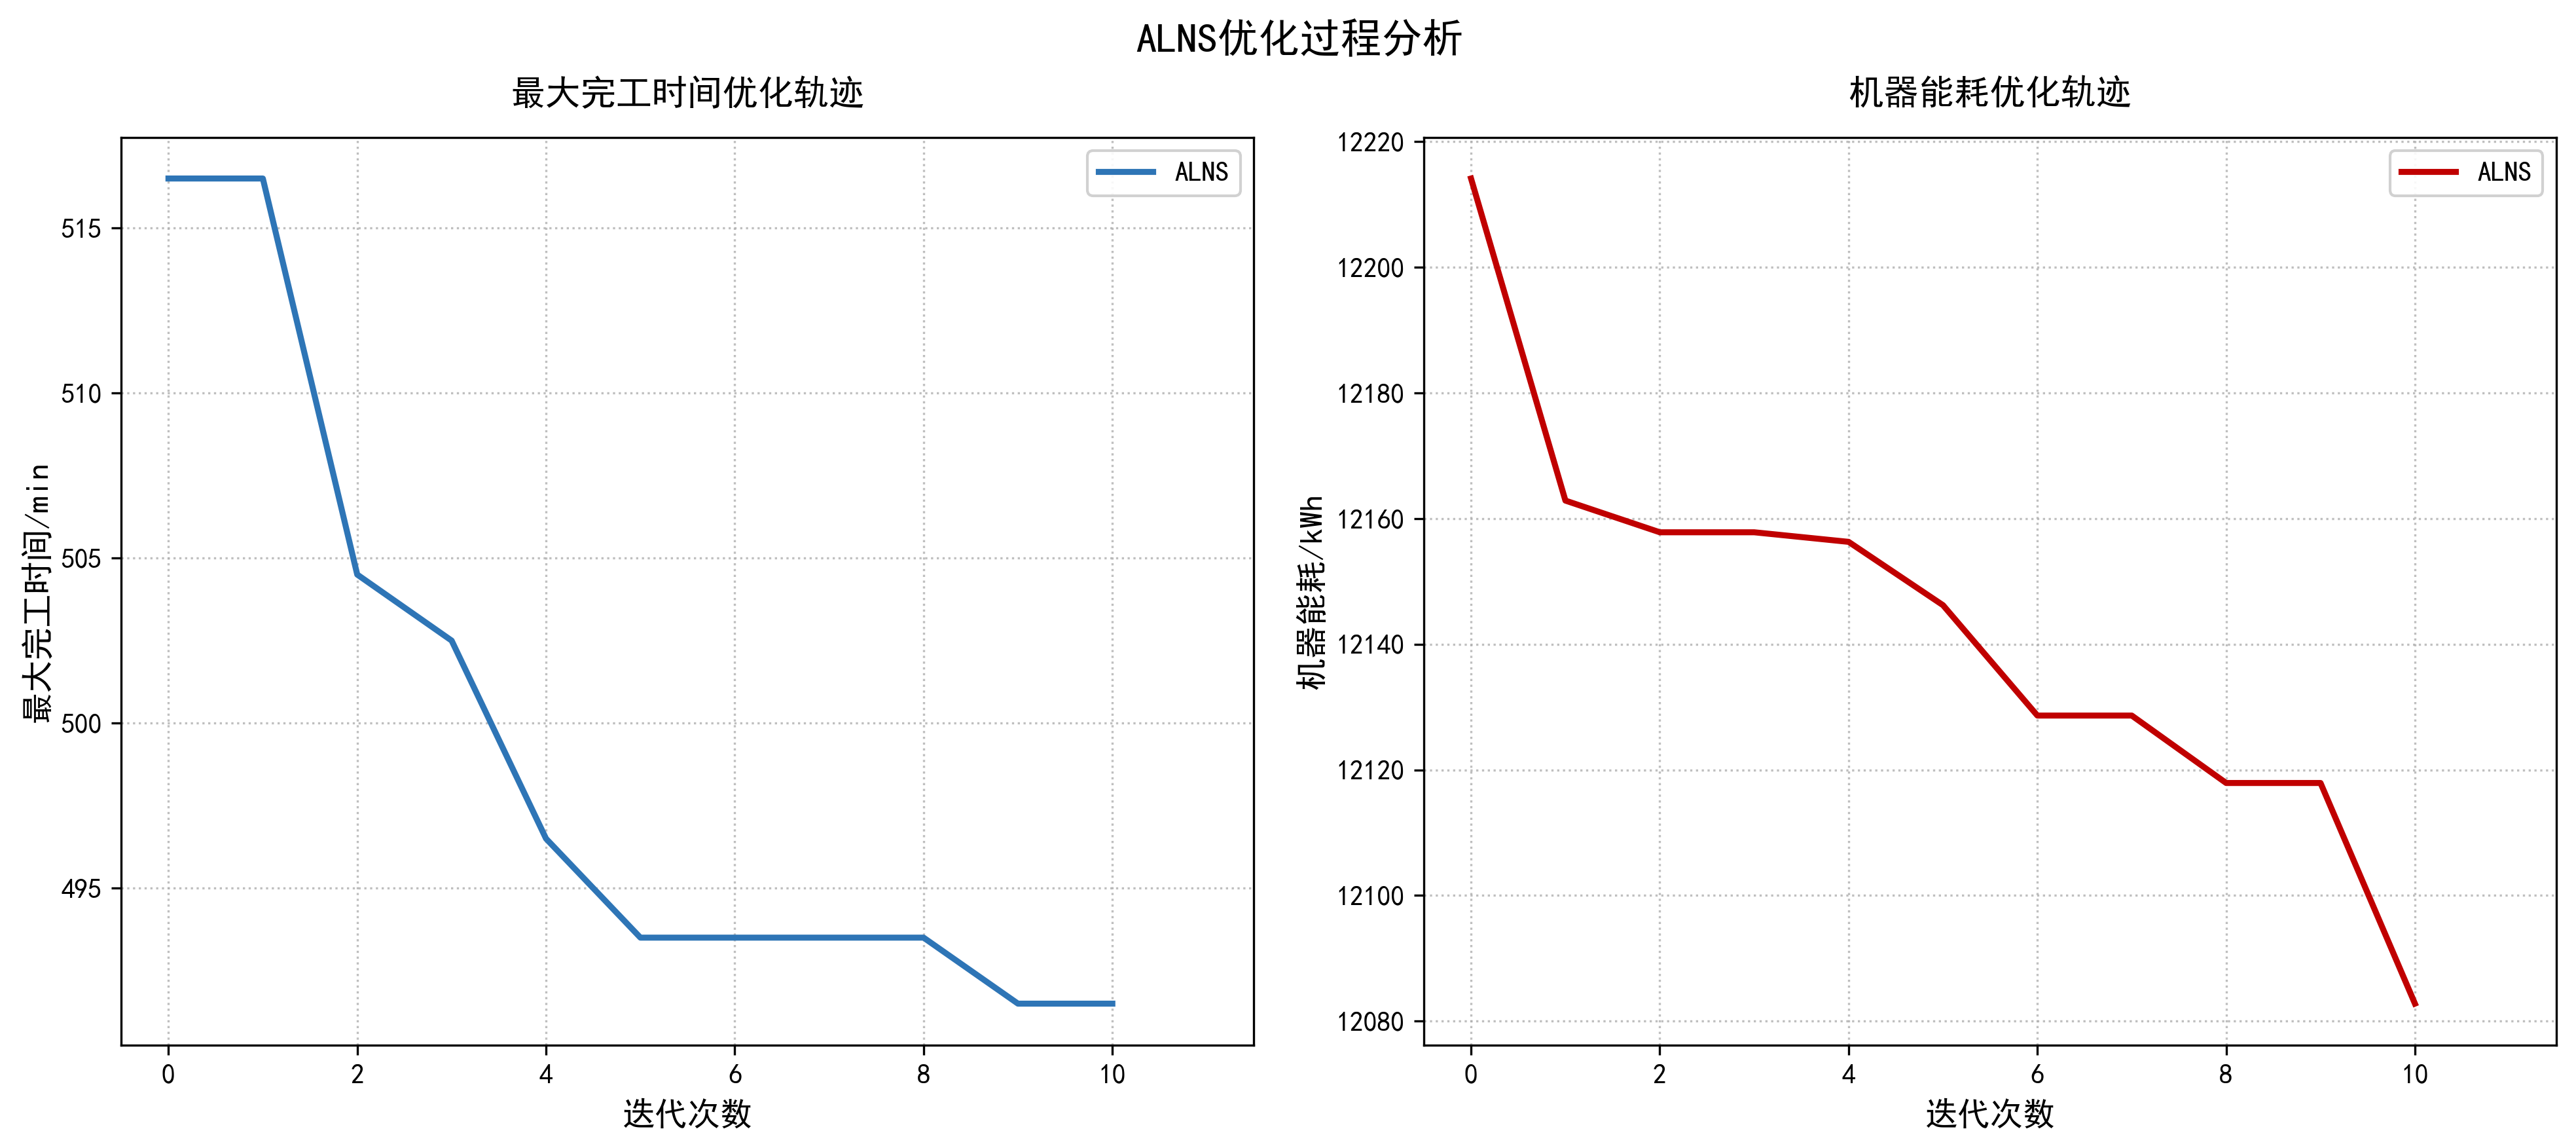 ALNS优化过程分析
最大完工时间优化轨迹
ALNS
515
510
505
500
495
最大完工时间/min
0 2 4 6 8 10
迭代次数
机器能耗优化轨迹
ALNS
12220
12200
12180
12160
12140
12120
12100
12080
机器能耗/kWh
0 2 4 6 8 10
迭代次数